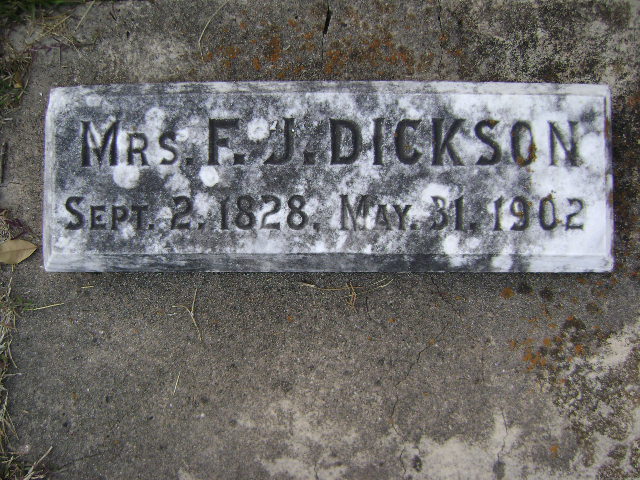 Mrs. F. J. DICKSON
Sept. 2, 1828. May. 31, 1902